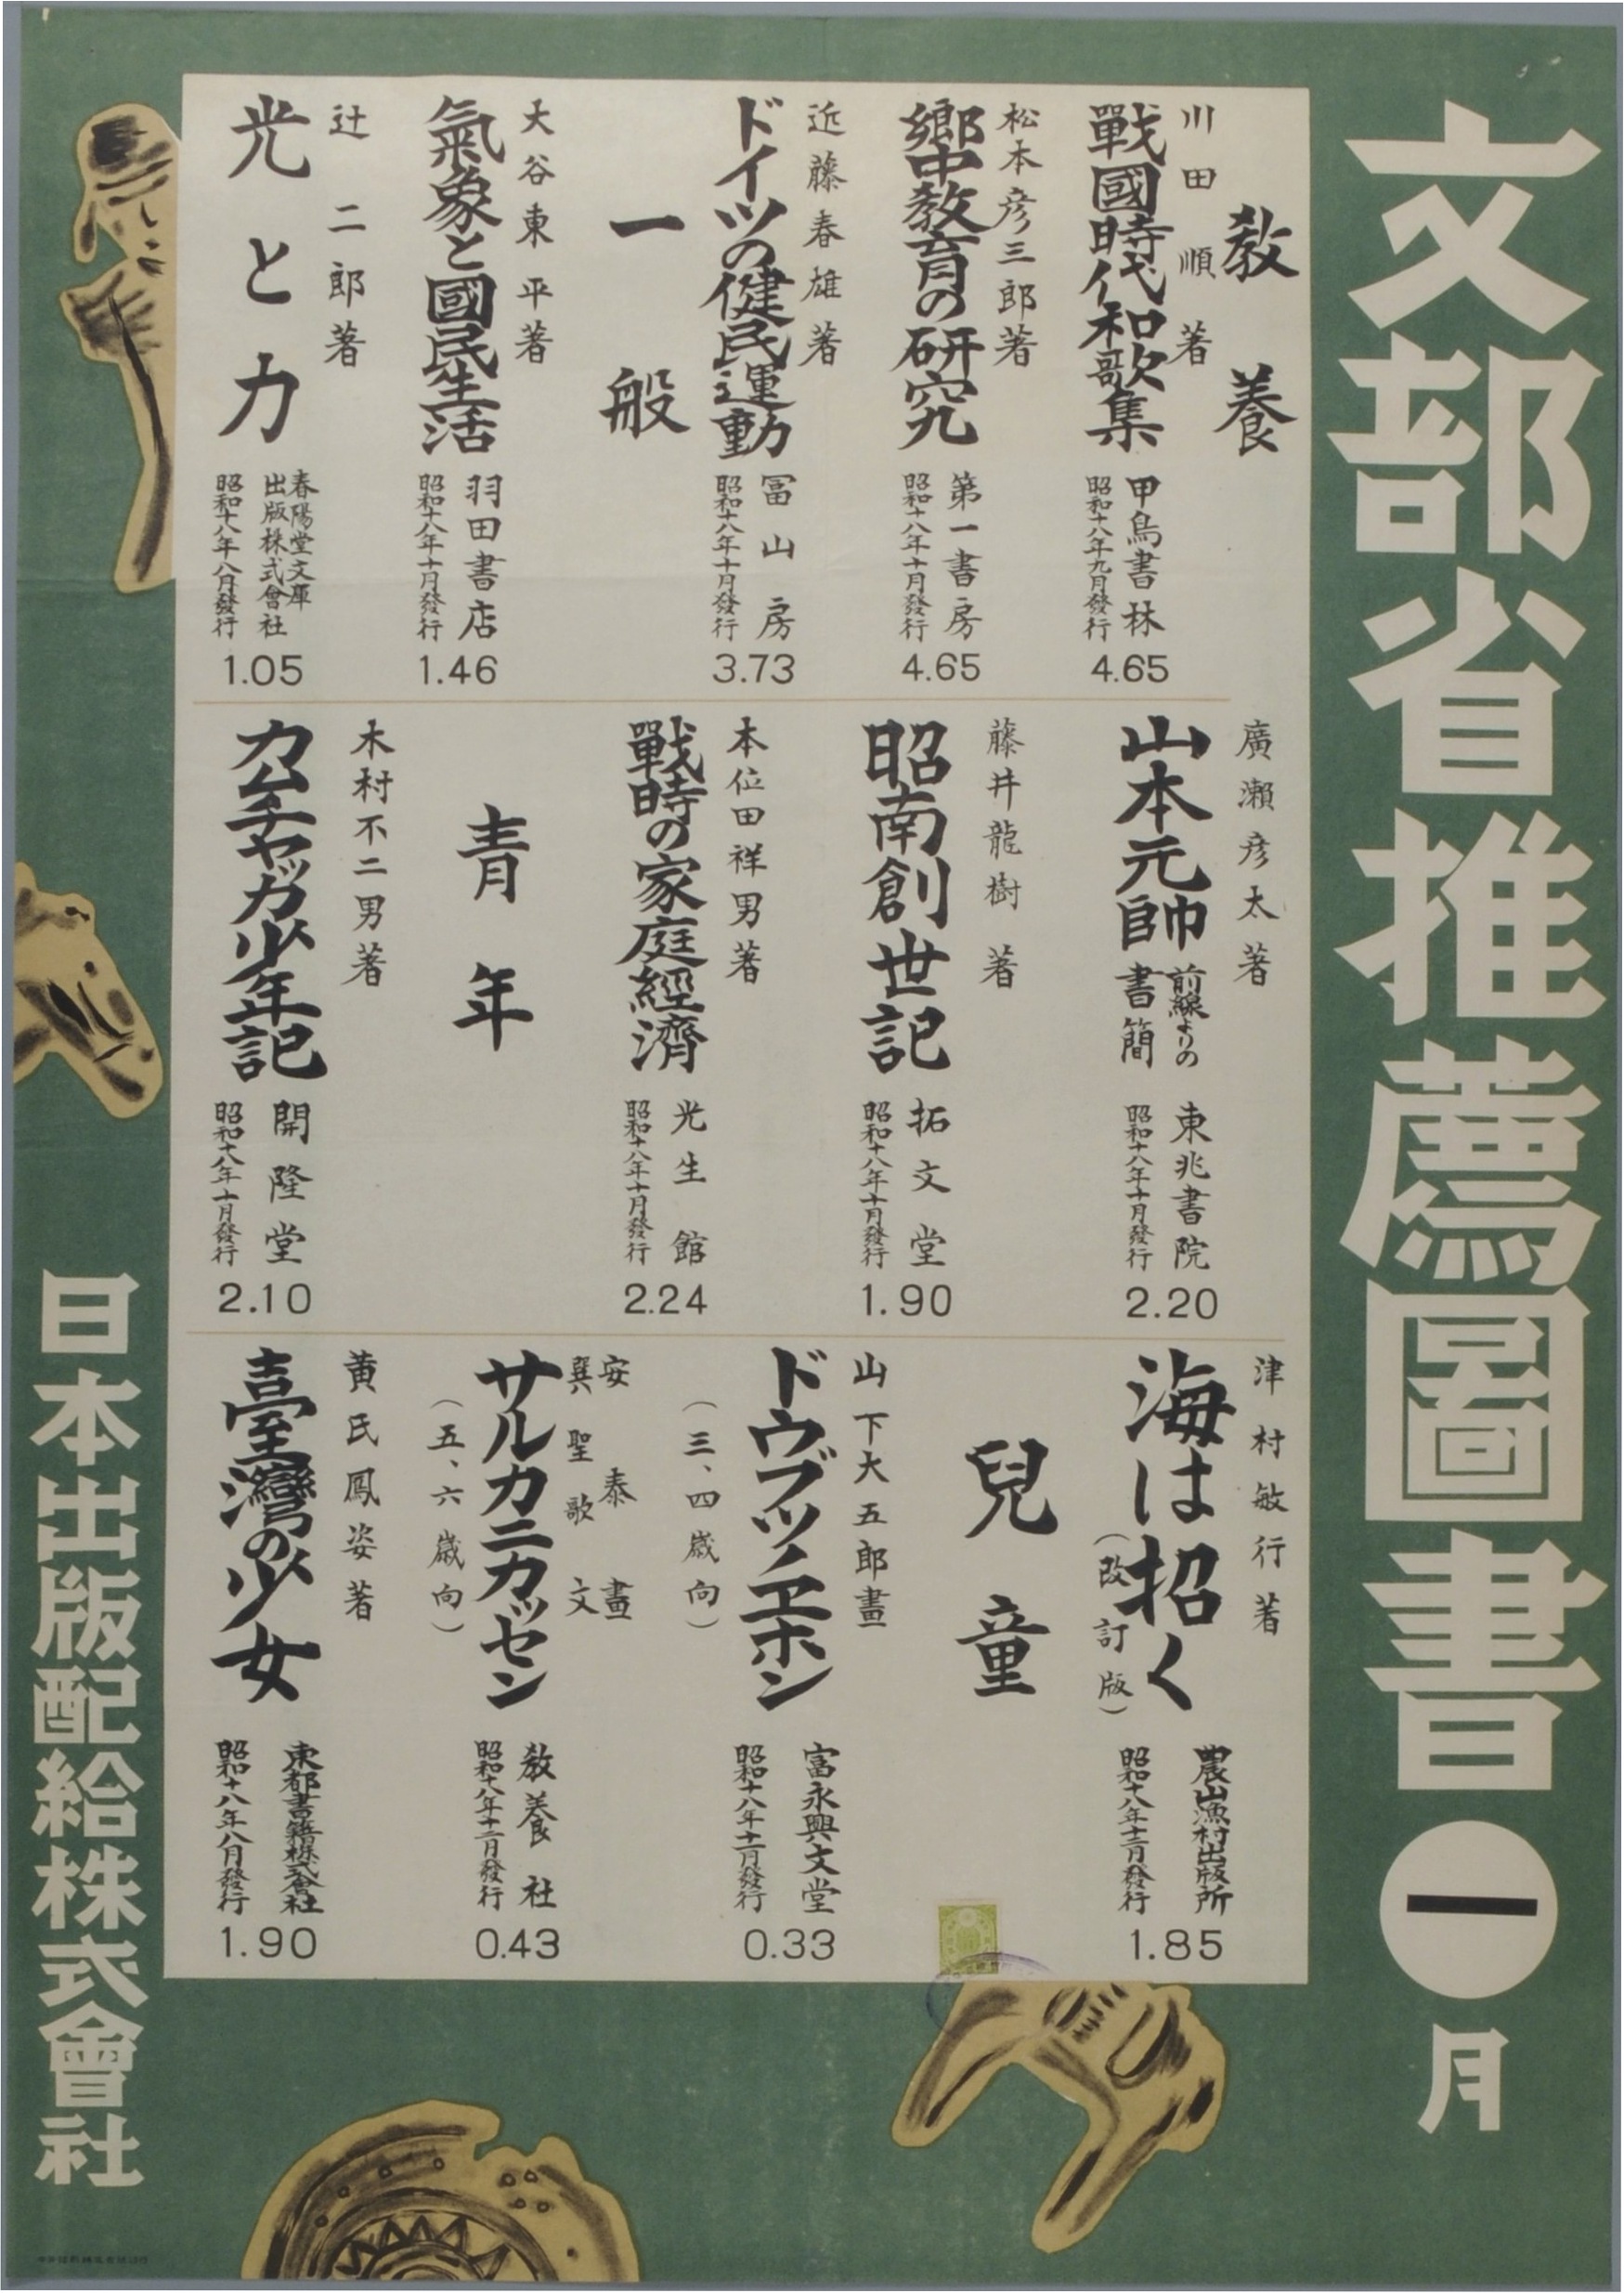 文部省推薦圖書
一月
教養
川田順著
戰國時代和歌集
甲鳥書林
昭和十八年九月發行
4.65
松本彦三郎著
郷中教育の研究
第一書房
昭和十八年十月發行
4.65
近藤春雄著
ドイツの健民運動
冨山房
昭和十八年十月發行
3.73
一般
大谷東平著
氣象と國民生活
羽田書店
昭和十八年十月發行
1.46
辻二郎著
光と力
春陽堂文庫
出版株式會社
昭和十八年八月發行
1.05
廣瀬彦太著
山本元帥
前線よりの
書簡
東兆書院
昭和十八年十月發行
2.20
藤井龍樹著
昭南創世記
拓文堂
昭和十八年十月發行
1.90
本位田祥男著
戰時の家庭經濟
光生館
昭和十八年十月發行
2.24
青年
木村不二男著
カムチャツガ少年記
開隆堂
昭和十八年十月發行
2.10
津村敏行著
海は招く
(改訂版)
農山漁村出版所
昭和十八年十二月發行
1.85
兒童
山下大五郎畫
ドウブツノヱホン
(三、四歳向)
富永興文堂
昭和十八年十一月發行
0.33
安泰畫
巽聖歌文
サルカニカツセン
(五、六歳向)
教養社
昭和十八年十二月發行
0.43
黄氏鳳姿著
臺灣の少女
東都書籍株式會社
昭和十八年八月發行
1.90
日本出版配給株式會社